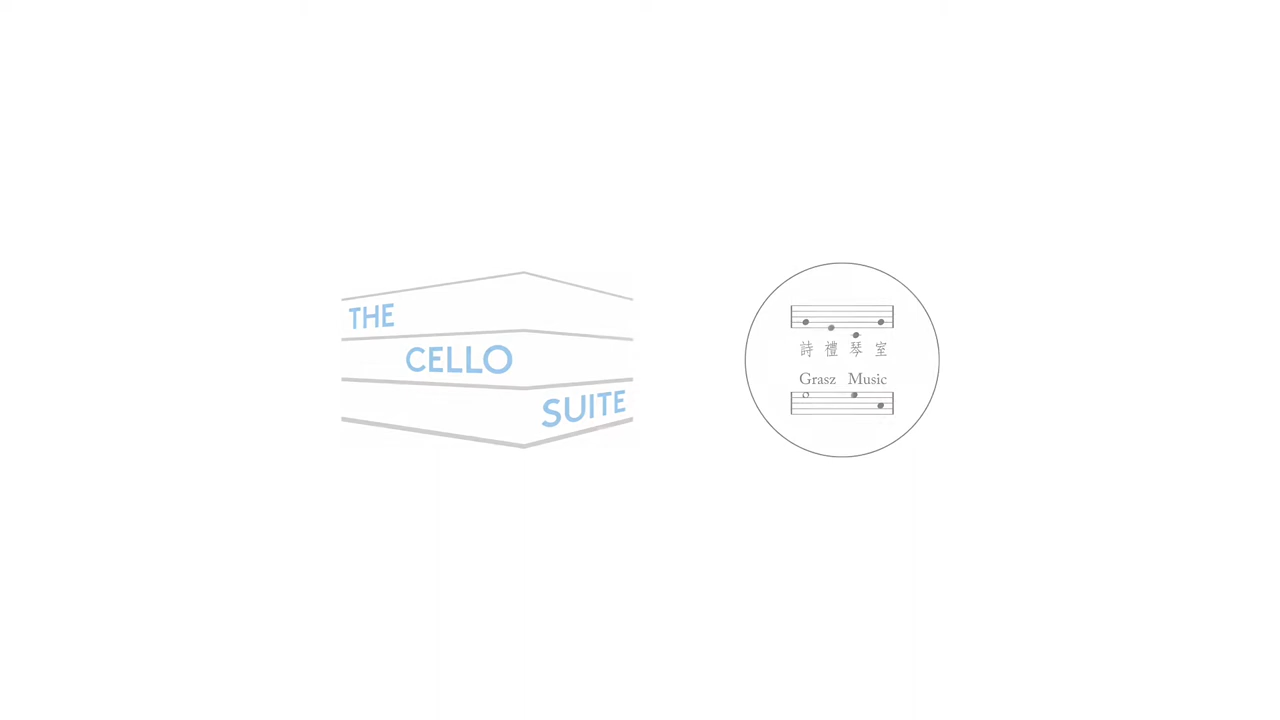 THE
CELLO
SUITE
詩禮琴室
Grasz Music